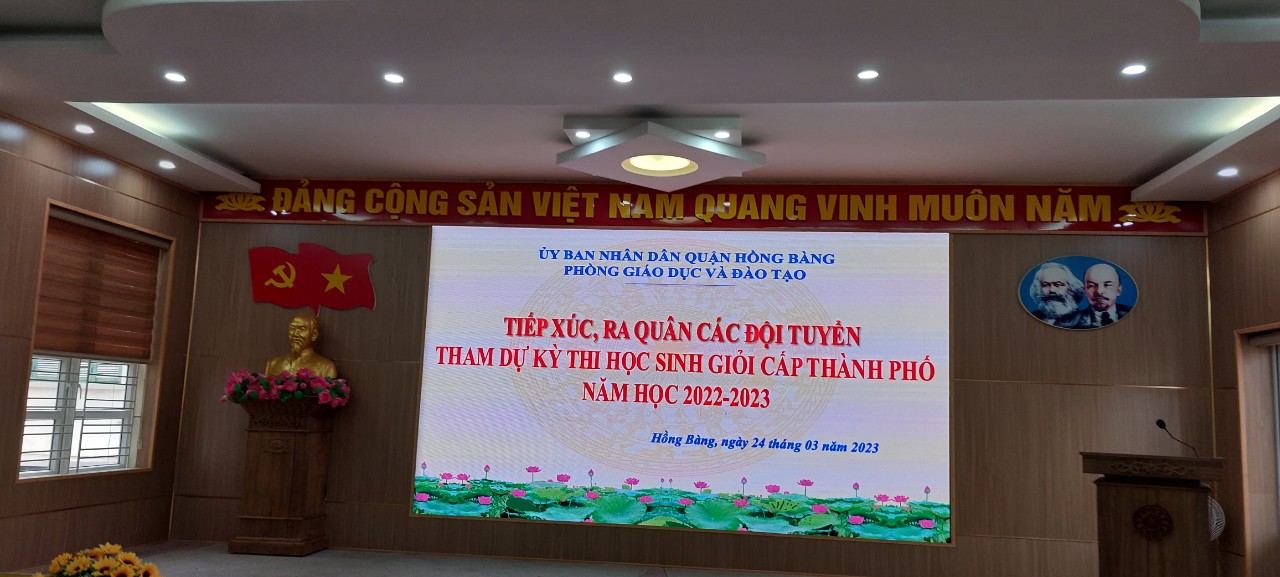 ĐẢNG CỘNG SẢN VIỆT NAM QUANG VINH MUÔN NĂM
ỦY BAN NHÂN DÂN QUẬN HỒNG BÀNG
PHÒNG GIÁO DỤC VÀ ĐÀO TẠO
TIẾP XÚC, RA QUÂN CÁC ĐỘI TUYỂN
THAM DỰ KỲ THI HỌC SINH GIỎI CẤP THÀNH PHỐ
NĂM HỌC 2022-2023
Hồng Bàng, ngày 24 tháng 03 năm 2023